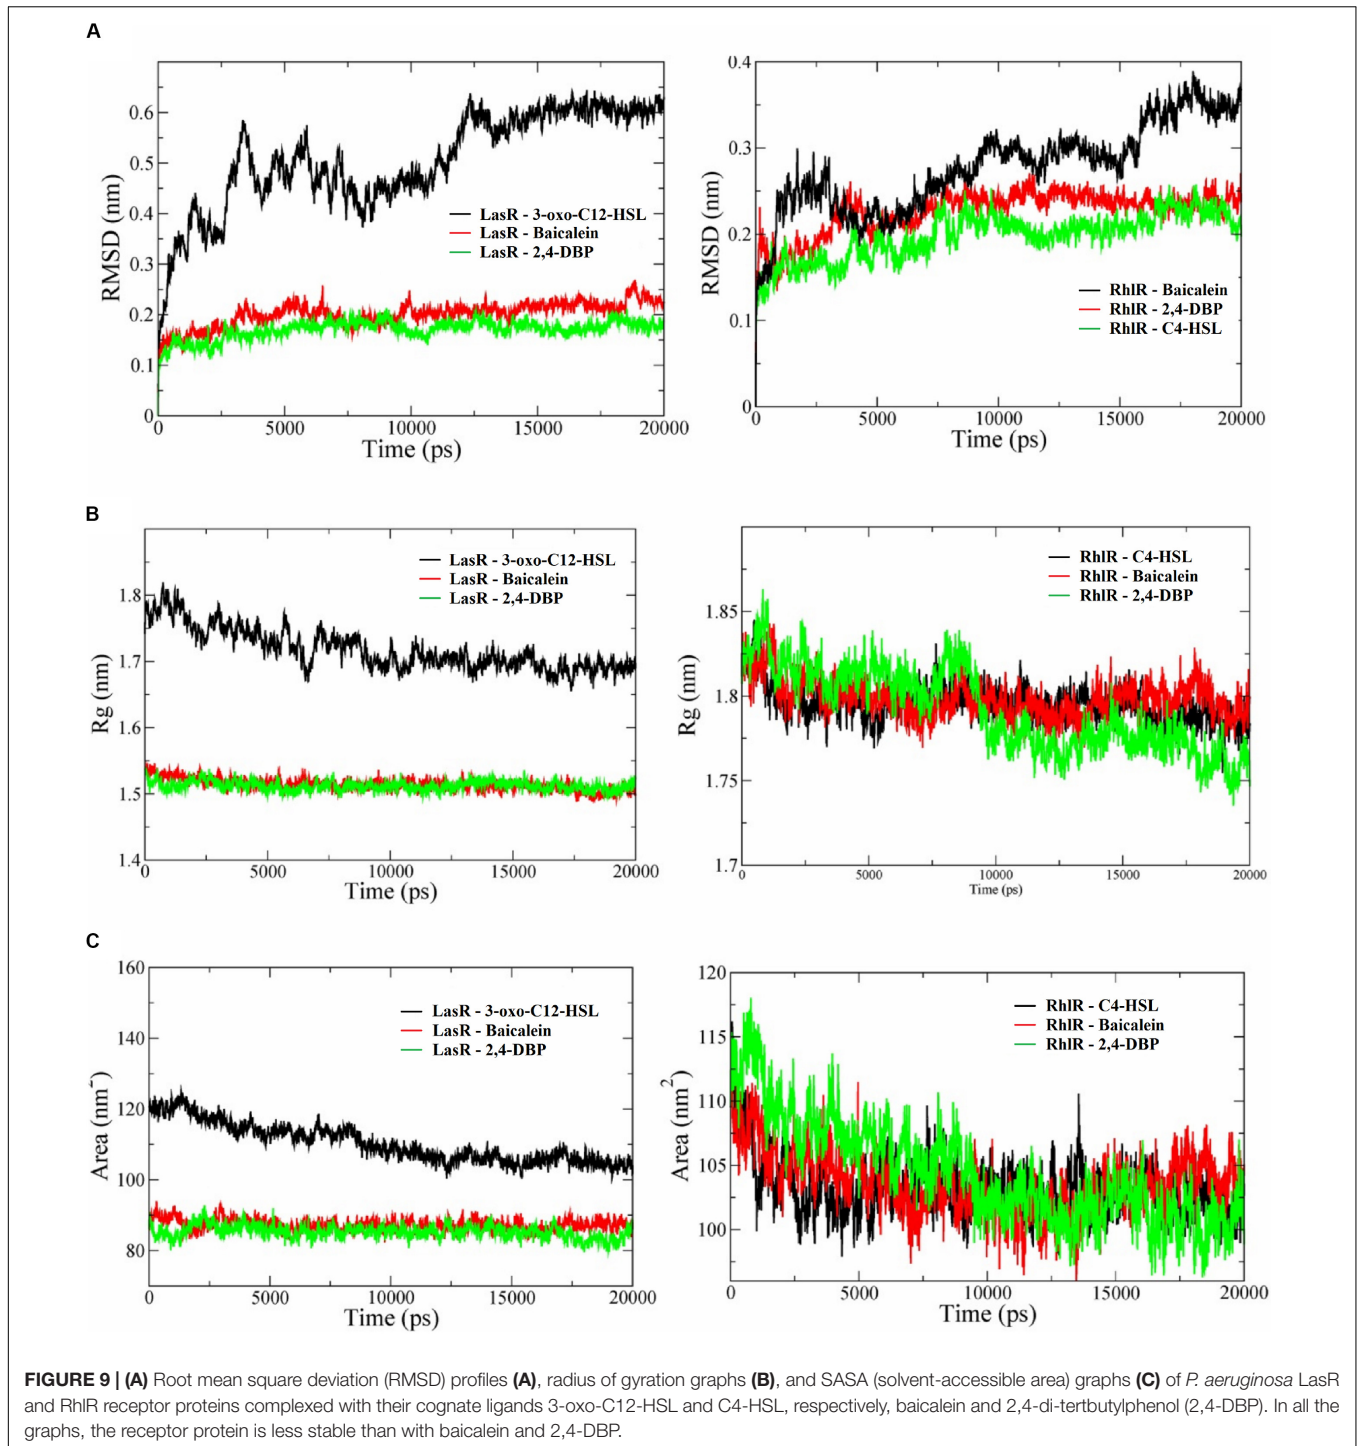 A
RMSD (nm)
0.6
0.5
0.4
0.3
0.2
0.1
0
LasR - 3-oxo-C12-HSL
LasR - Baicalein
LasR - 2,4-DBP
0 5000 10000 15000 20000
Time (ps)
RMSD (nm)
0.4
0.3
0.2
0.1
0
RhlR - Baicalein
RhlR - 2,4-DBP
RhlR - C4-HSL
0 5000 10000 15000 20000
Time (ps)
B
Rg (nm)
1.8
1.7
1.6
1.5
1.4
LasR - 3-oxo-C12-HSL
LasR - Baicalein
LasR - 2,4-DBP
0 5000 10000 15000 20000
Time (ps)
Rg (nm)
1.85
1.8
1.75
1.7
RhlR - C4-HSL
RhlR - Baicalein
RhlR - 2,4-DBP
0 5000 10000 15000 20000
Time (ps)
C
Area (nm
160
140
120
100
80
LasR - 3-oxo-C12-HSL
LasR - Baicalein
LasR - 2,4-DBP
0 5000 10000 15000 20000
Time (ps)
Area (nm²)
120
115
110
105
100
RhlR - C4-HSL
RhlR - Baicalein
RhlR - 2,4-DBP
0 5000 10000 15000 20000
Time (ps)
FIGURE 9 | (A) Root mean square deviation (RMSD) profiles (A), radius of gyration graphs (B), and SASA (solvent-accessible area) graphs (C) of P. aeruginosa LasR
and RhlR receptor proteins complexed with their cognate ligands 3-oxo-C12-HSL and C4-HSL, respectively, baicalein and 2,4-di-tertbutylphenol (2,4-DBP). In all the
graphs, the receptor protein is less stable than with baicalein and 2,4-DBP.